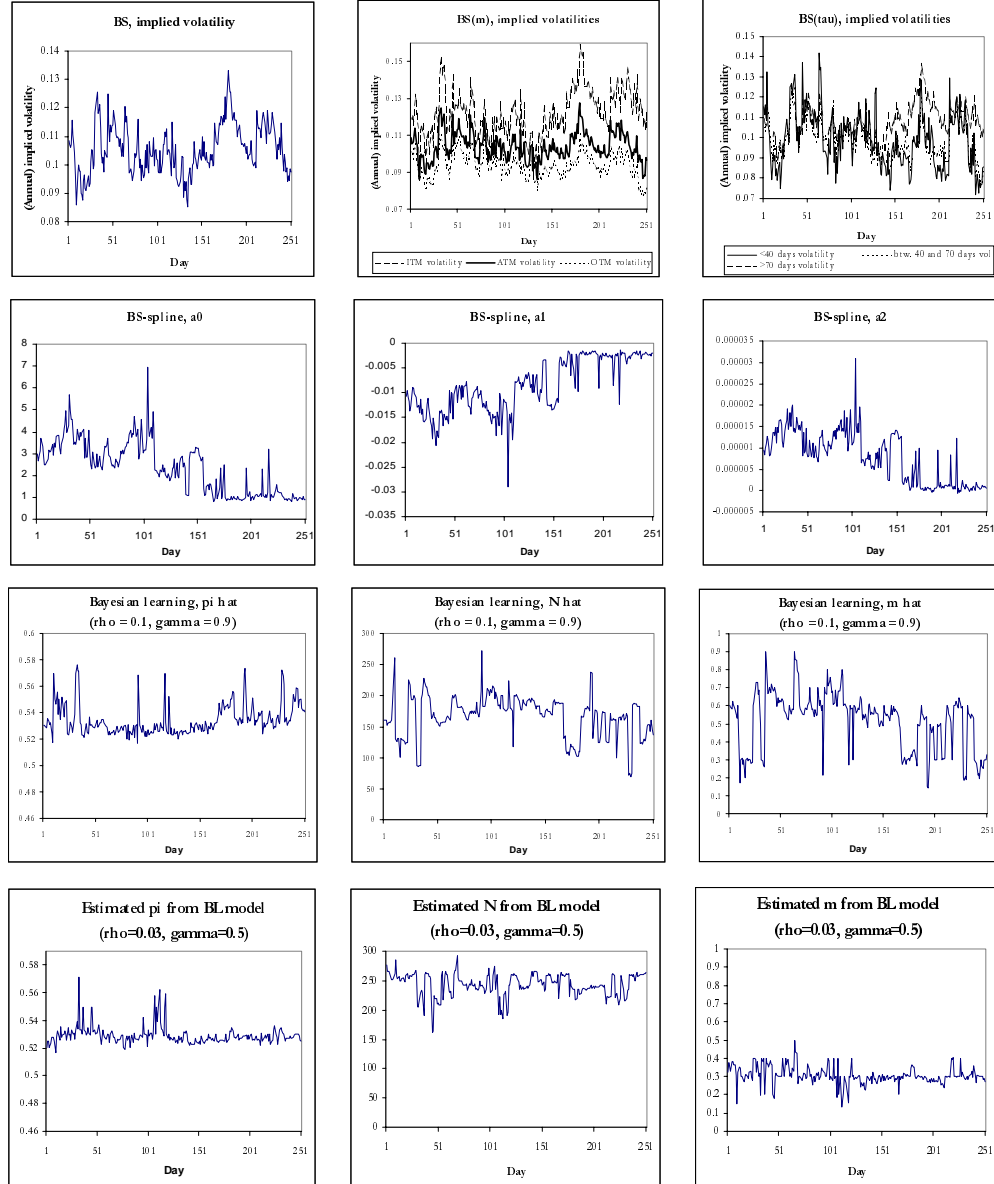 BS, implied volatility
(Annual) implied volatility
0.14
0.13
0.12
0.11
0.1
0.09
0.08
1 51 101 151 201 251
Day
BS(m), implied volatilities
(Annual) implied volatility
0.15
0.13
0.11
0.09
0.07
1 51 101 151 201 251
Day
ITM volatility ATM volatility OTM volatility
BS(tau), implied volatilities
(Annual) implied volatility
0.15
0.14
0.13
0.12
0.11
0.1
0.09
0.08
0.07
1 51 101 151 201 251
Day
<40 days volatility btw. 40 and 70 days vol
>70 days volatility
BS-spline, a0
8
7
6
5
4
3
2
1
0
1 51 101 151 201 251
Day
BS-spline, a1
0
-0.005
-0.01
-0.015
-0.02
-0.025
-0.03
-0.035
1 51 101 151 201 251
Day
BS-spline, a2
0.000035
0.00003
0.000025
0.00002
0.000015
0.00001
0.000005
0
-0.000005
1 51 101 151 201 251
Day
Bayesian learning, pi hat
(rho = 0.1, gamma = 0.9)
0.6
0.58
0.56
0.54
0.52
0.5
0.48
0.46
1 51 101 151 201 251
Day
Bayesian learning, N hat
(rho = 0.1, gamma = 0.9)
300
250
200
150
100
50
0
1 51 101 151 201 251
Day
Bayesian learning, m hat
(rho = 0.1, gamma = 0.9)
1
0.9
0.8
0.7
0.6
0.5
0.4
0.3
0.2
0.1
0
1 51 101 151 201 251
Day
Estimated pi from BL model
(rho=0.03, gamma=0.5)
0.58
0.56
0.54
0.52
0.5
0.48
0.46
1 51 101 151 201 251
Day
Estimated N from BL model
(rho=0.03, gamma=0.5)
300
250
200
150
100
50
0
1 51 101 151 201 251
Day
Estimated m from BL model
(rho=0.03, gamma=0.5)
1
0.9
0.8
0.7
0.6
0.5
0.4
0.3
0.2
0.1
0
1 51 101 151 201 251
Day